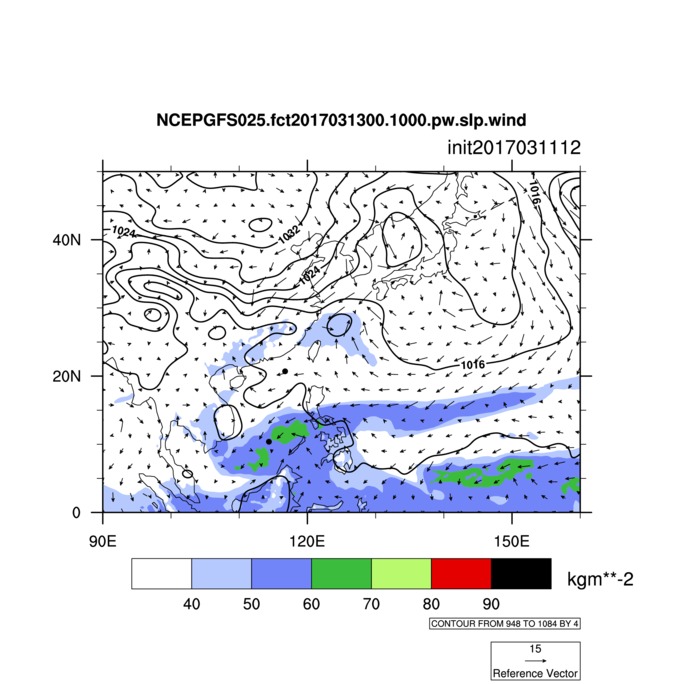 NCEPGFS025.fct2017031300.1000.pw.slp.wind
init2017031112
1016
1024
1032
40N
1024
1016
20N
0
90E
120E
150E
40 50 60 70 80 90
kgm**-2
CONTOUR FROM 948 TO 1084 BY 4
15
Reference Vector